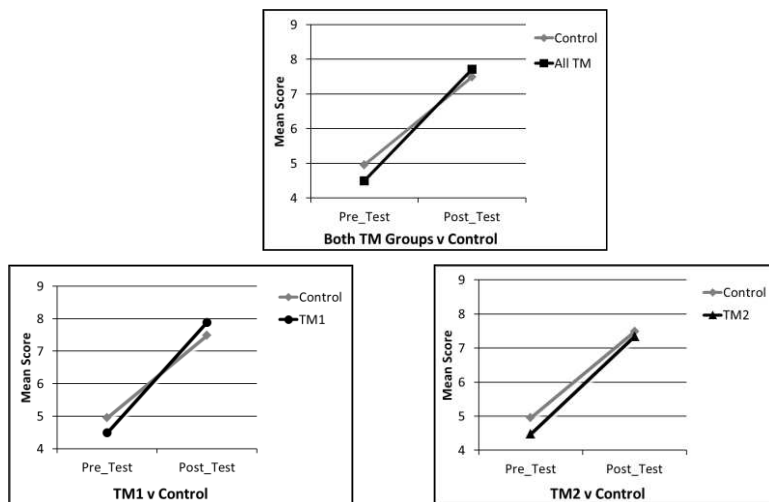 9
8
7
6
5
4
Mean Score
Control
All TM
Pre_Test Post_Test
Both TM Groups v Control
9
8
7
6
5
4
Mean Score
Control
TM1
Pre_Test Post_Test
TM1 v Control
9
8
7
6
5
4
Mean Score
Control
TM2
Pre_Test Post_Test
TM2 v Control